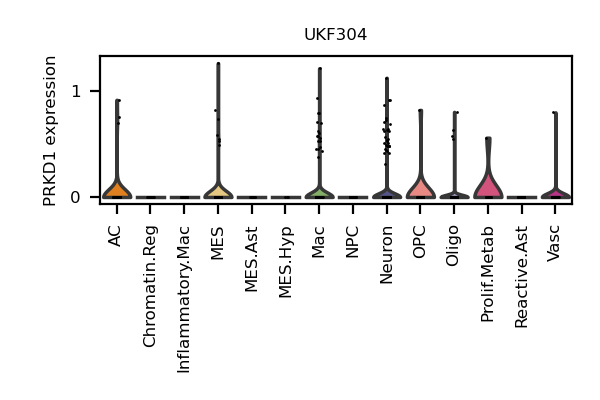 UKF304
PRKD1 expression
1
0
AC
Chromatin.Reg
Inflammatory.Mac
MES
MES.Ast
MES.Hyp
Mac
NPC
Neuron
OPC
Oligo
Prolif.Metab
Reactive.Ast
Vasc